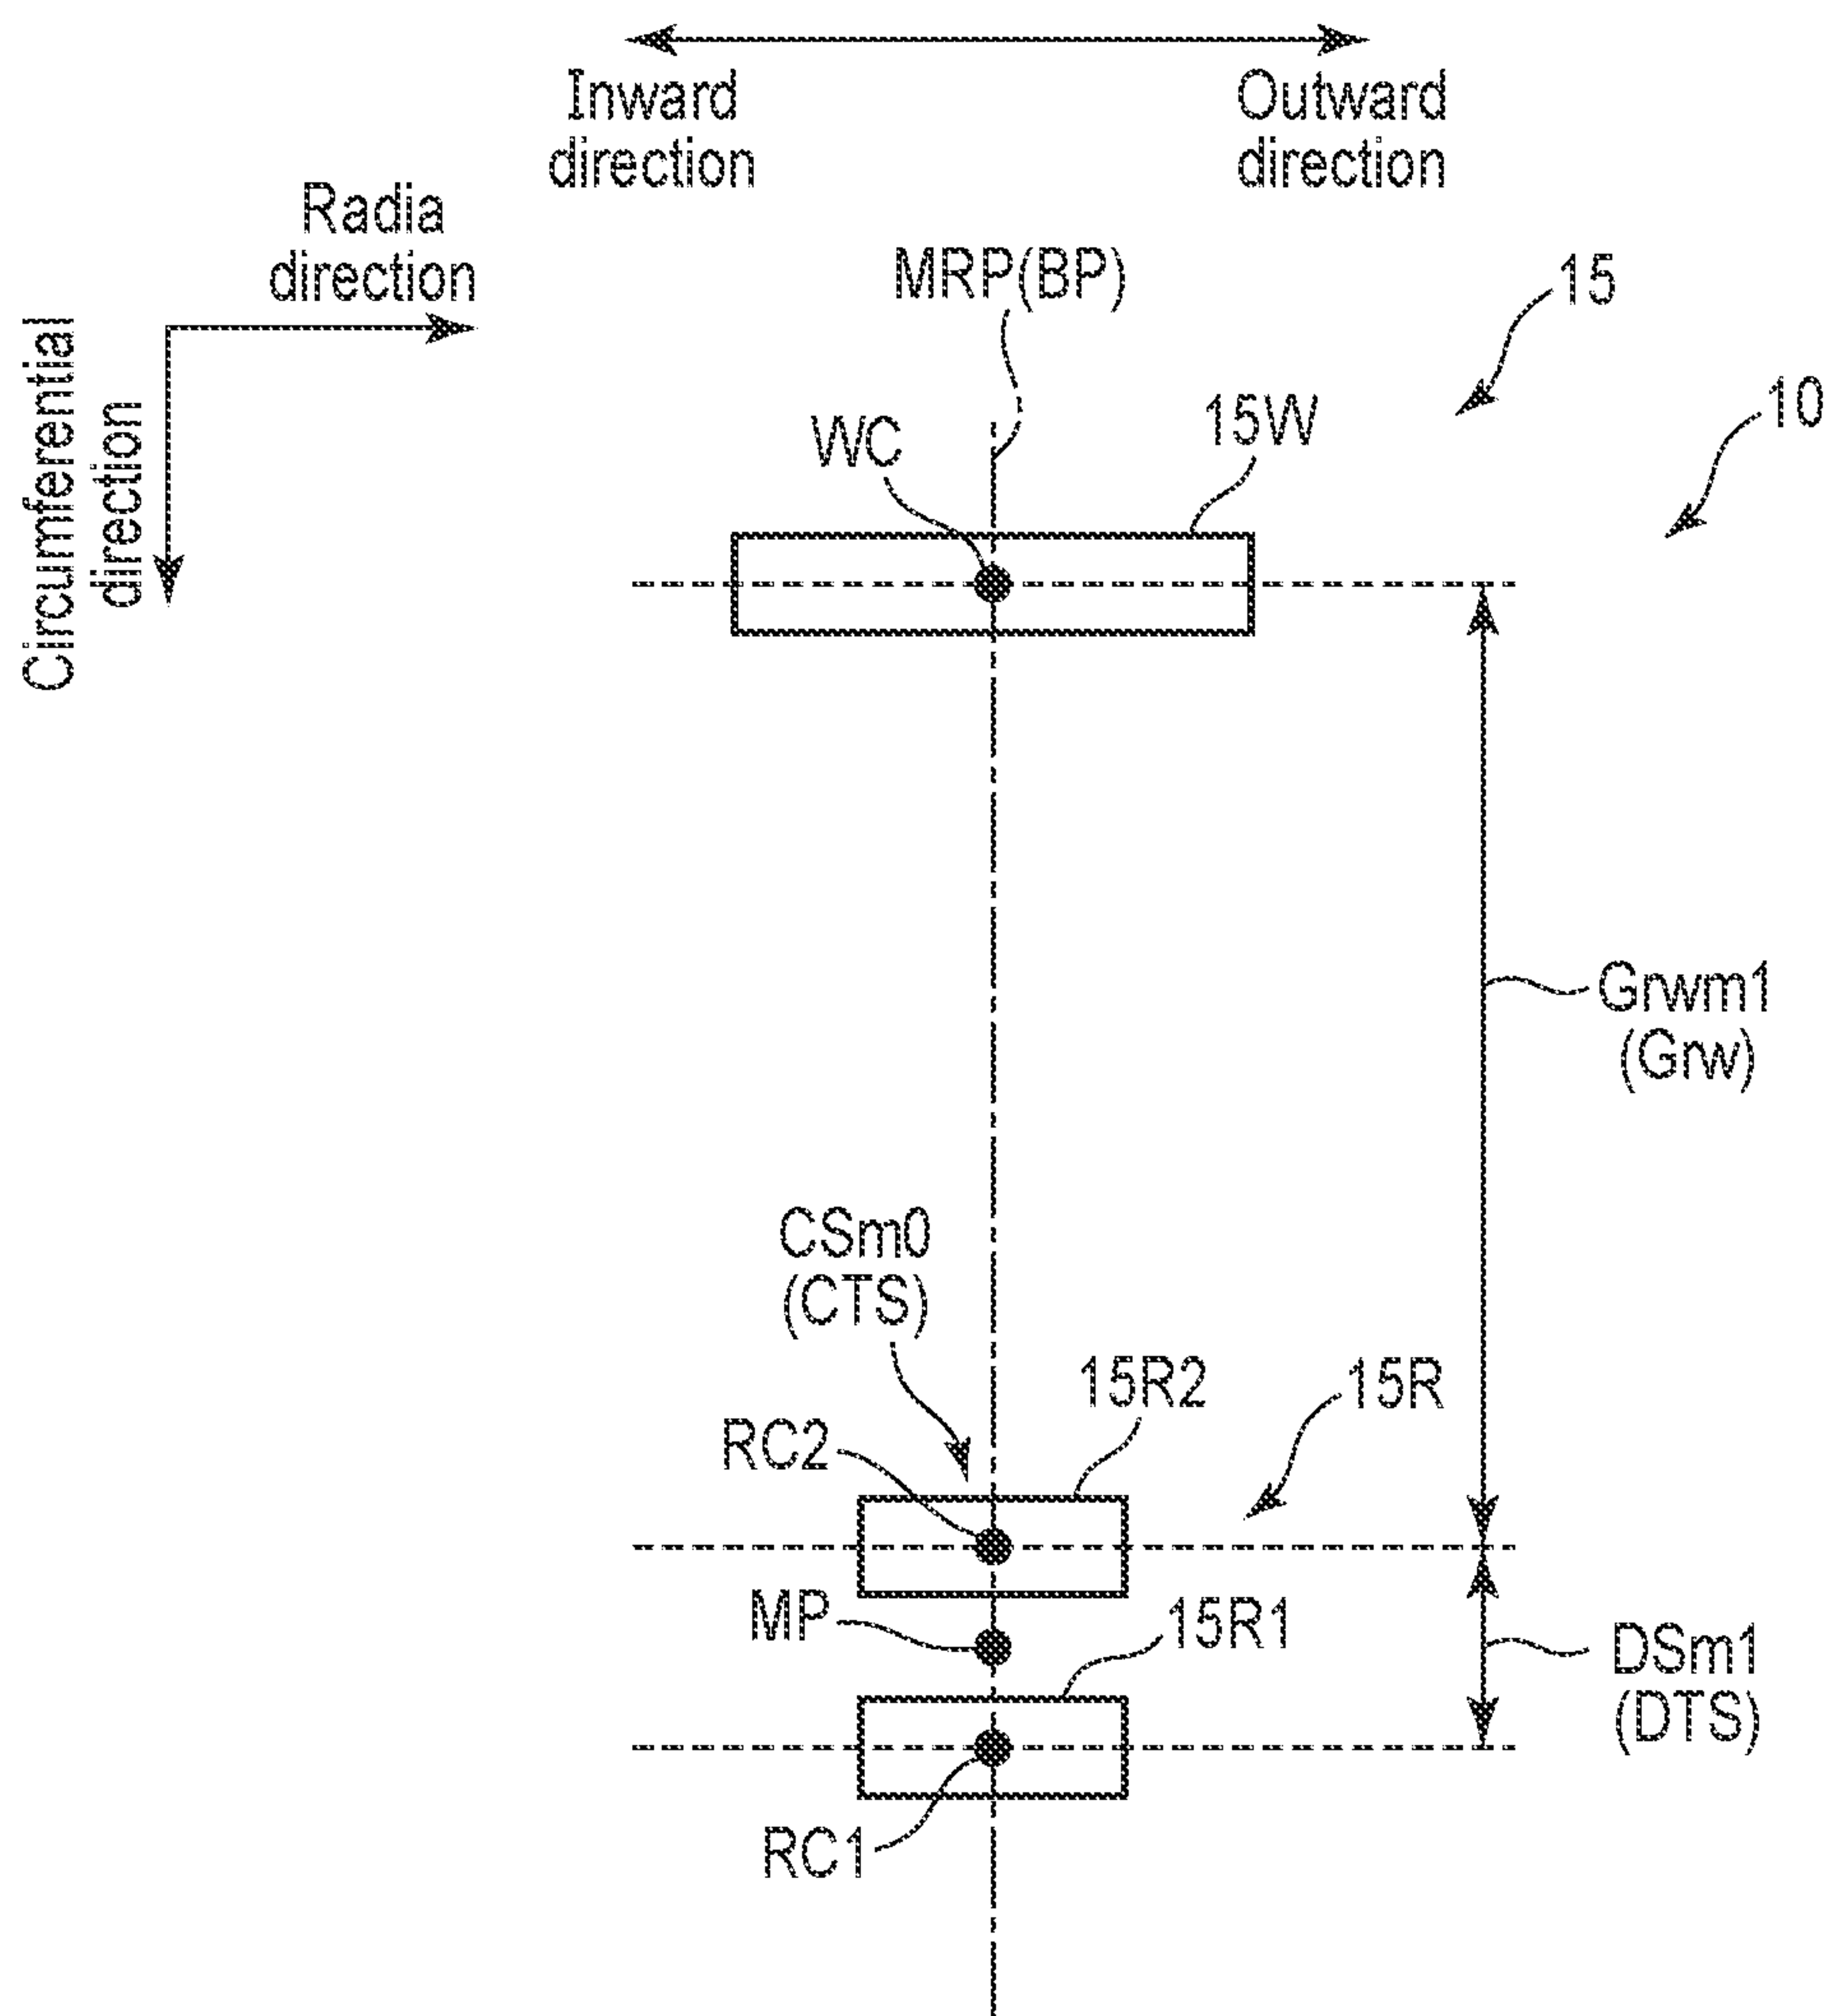 Inward
direction
Outward
direction
Radia
direction
Circumferential
direction
MRP(BP)
15
10
WC
15W
Grwm1
(Grw)
CSm0
(CTS)
15R2
15R
RC2
MP
15R1
DSm1
(DTS)
RC1